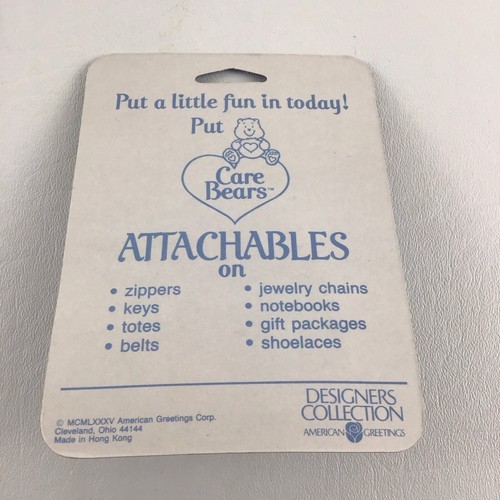 Put a little fun in today!
Put
Care
Bears™
ATTACHABLES
on
• zippers
• keys
• totes
• belts
• jewelry chains
• notebooks
• gift packages
• shoelaces
DESIGNERS
COLLECTION
AMERICAN GREETINGS
© MCMLXXXV American Greetings Corp.
Cleveland, Ohio 44144
Made in Hong Kong